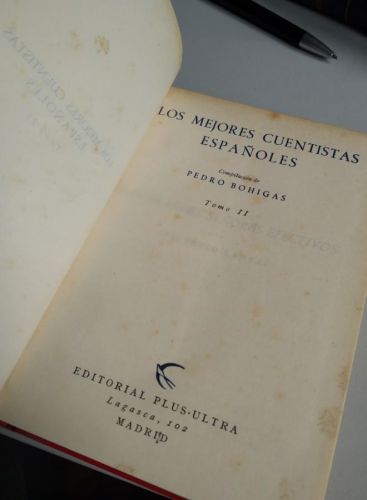 LOS MEJORES CUENTISTAS
ESPAÑOLES
Compilación de
PEDRO BOHIGAS
Tomo II
EDITORIAL PLUS-ULTRA
Lagasca, 102
MADRID